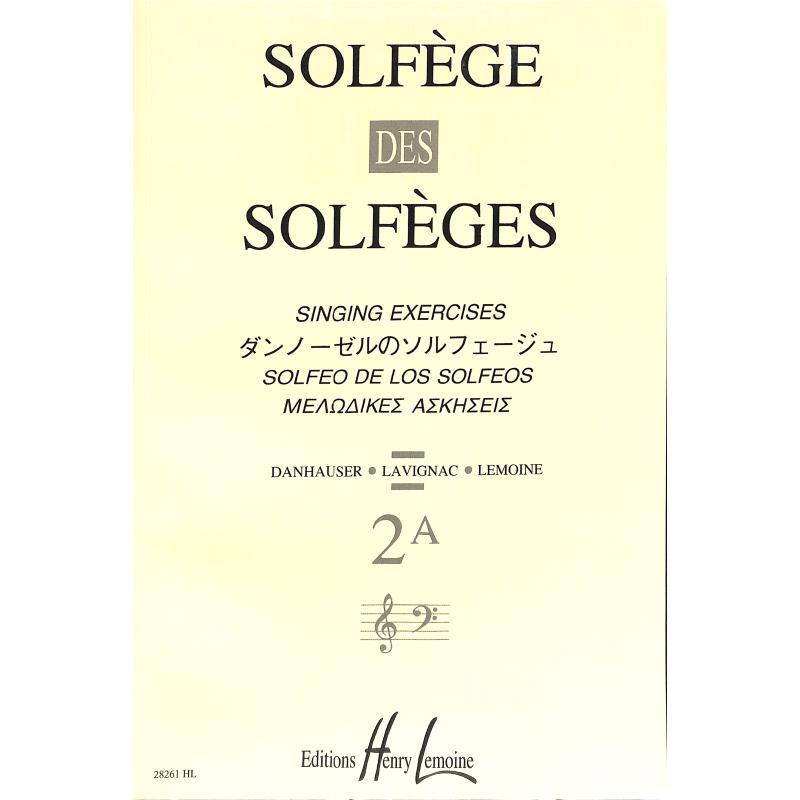 SOLFÈGE
DES
SOLFÈGES
SINGING EXERCISES
ダンノーゼルのソルフェージュ
SOLFEO DE LOS SOLFEOS
ΜΕΛΩΔΙΚΕΣ ΑΣΚΗΣΕΙΣ
DANHAUSER ● LAVIGNAC ● LEMOINE
2A
Editions Henry Lemoine
28261 HL